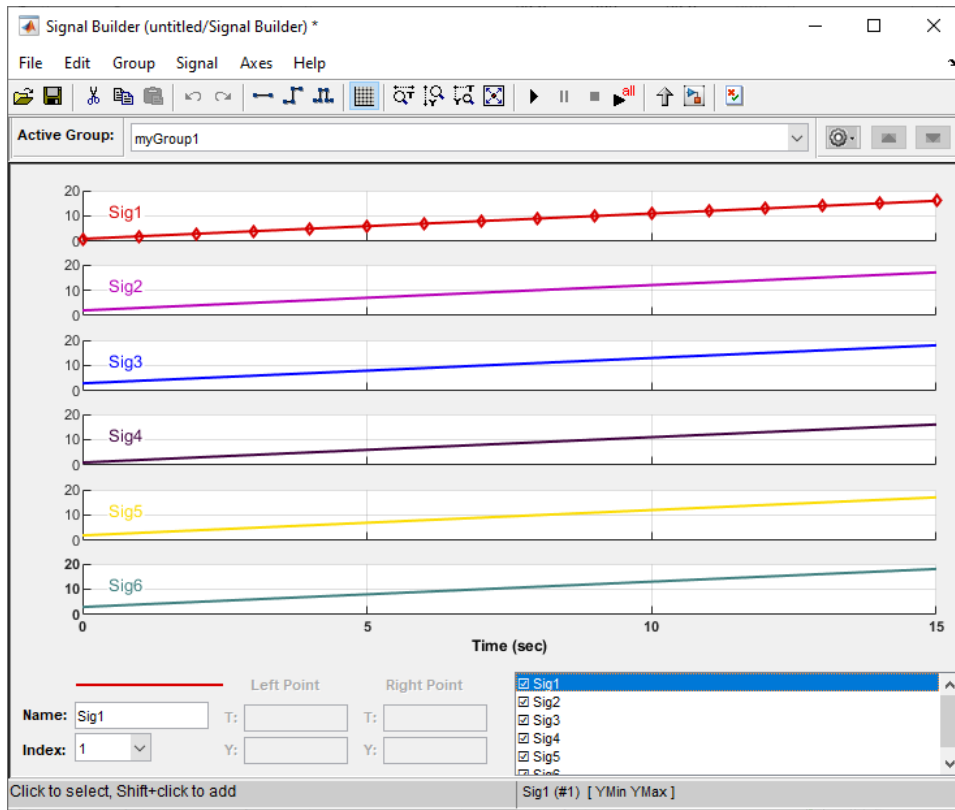 Signal Builder (untitled/Signal Builder) *
File Edit Group Signal Axes Help
all
Active Group: myGroup1
20
10
0
Sig1
20
10
0
Sig2
20
10
0
Sig3
20
10
0
Sig4
20
10
0
Sig5
20
10
0
Sig6
0 5 10 15
Time (sec)
Left Point Right Point
Name: Sig1 T: T:
Index: 1 Y: Y:
Sig1
Sig2
Sig3
Sig4
Sig5
Sig6
Click to select, Shift+click to add
Sig1 (#1) [ YMin YMax ]